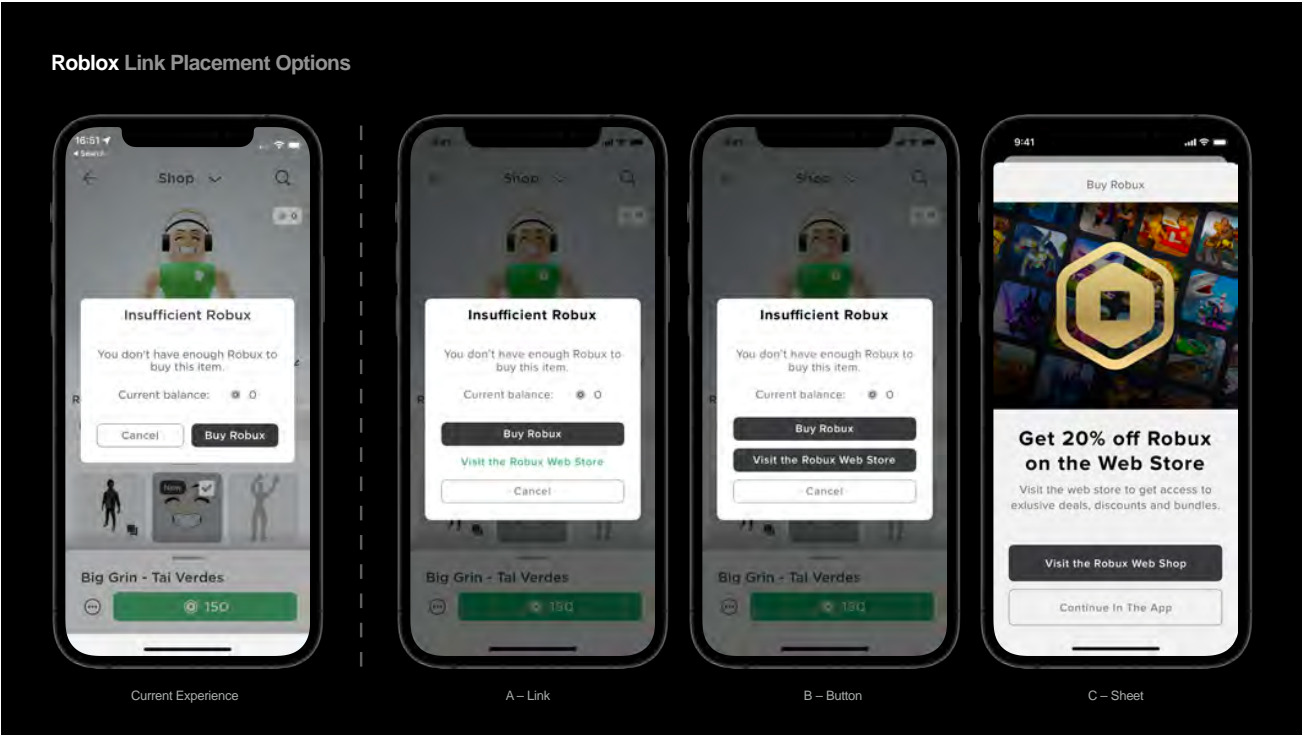 Roblox Link Placement Options
16:51
Search
Shop
0
Insufficient Robux
You don't have enough Robux to
buy this item.
Current balance: 0
Cancel Buy Robux
New
Big Grin - Tai Verdes
150
Current Experience
9:41
Shop
Insufficient Robux
You don't have enough Robux to
buy this item.
Current balance: 0
Buy Robux
Visit the Robux Web Store
Cancel
Big Grin - Tai Verdes
150
A – Link
9:41
Shop
Insufficient Robux
You don't have enough Robux to
buy this item.
Current balance: 0
Buy Robux
Visit the Robux Web Store
Cancel
Big Grin - Tai Verdes
150
B – Button
9:41
Buy Robux
Get 20% off Robux
on the Web Store
Visit the web store to get access to
exlusive deals, discounts and bundles.
Visit the Robux Web Shop
Continue In The App
C – Sheet